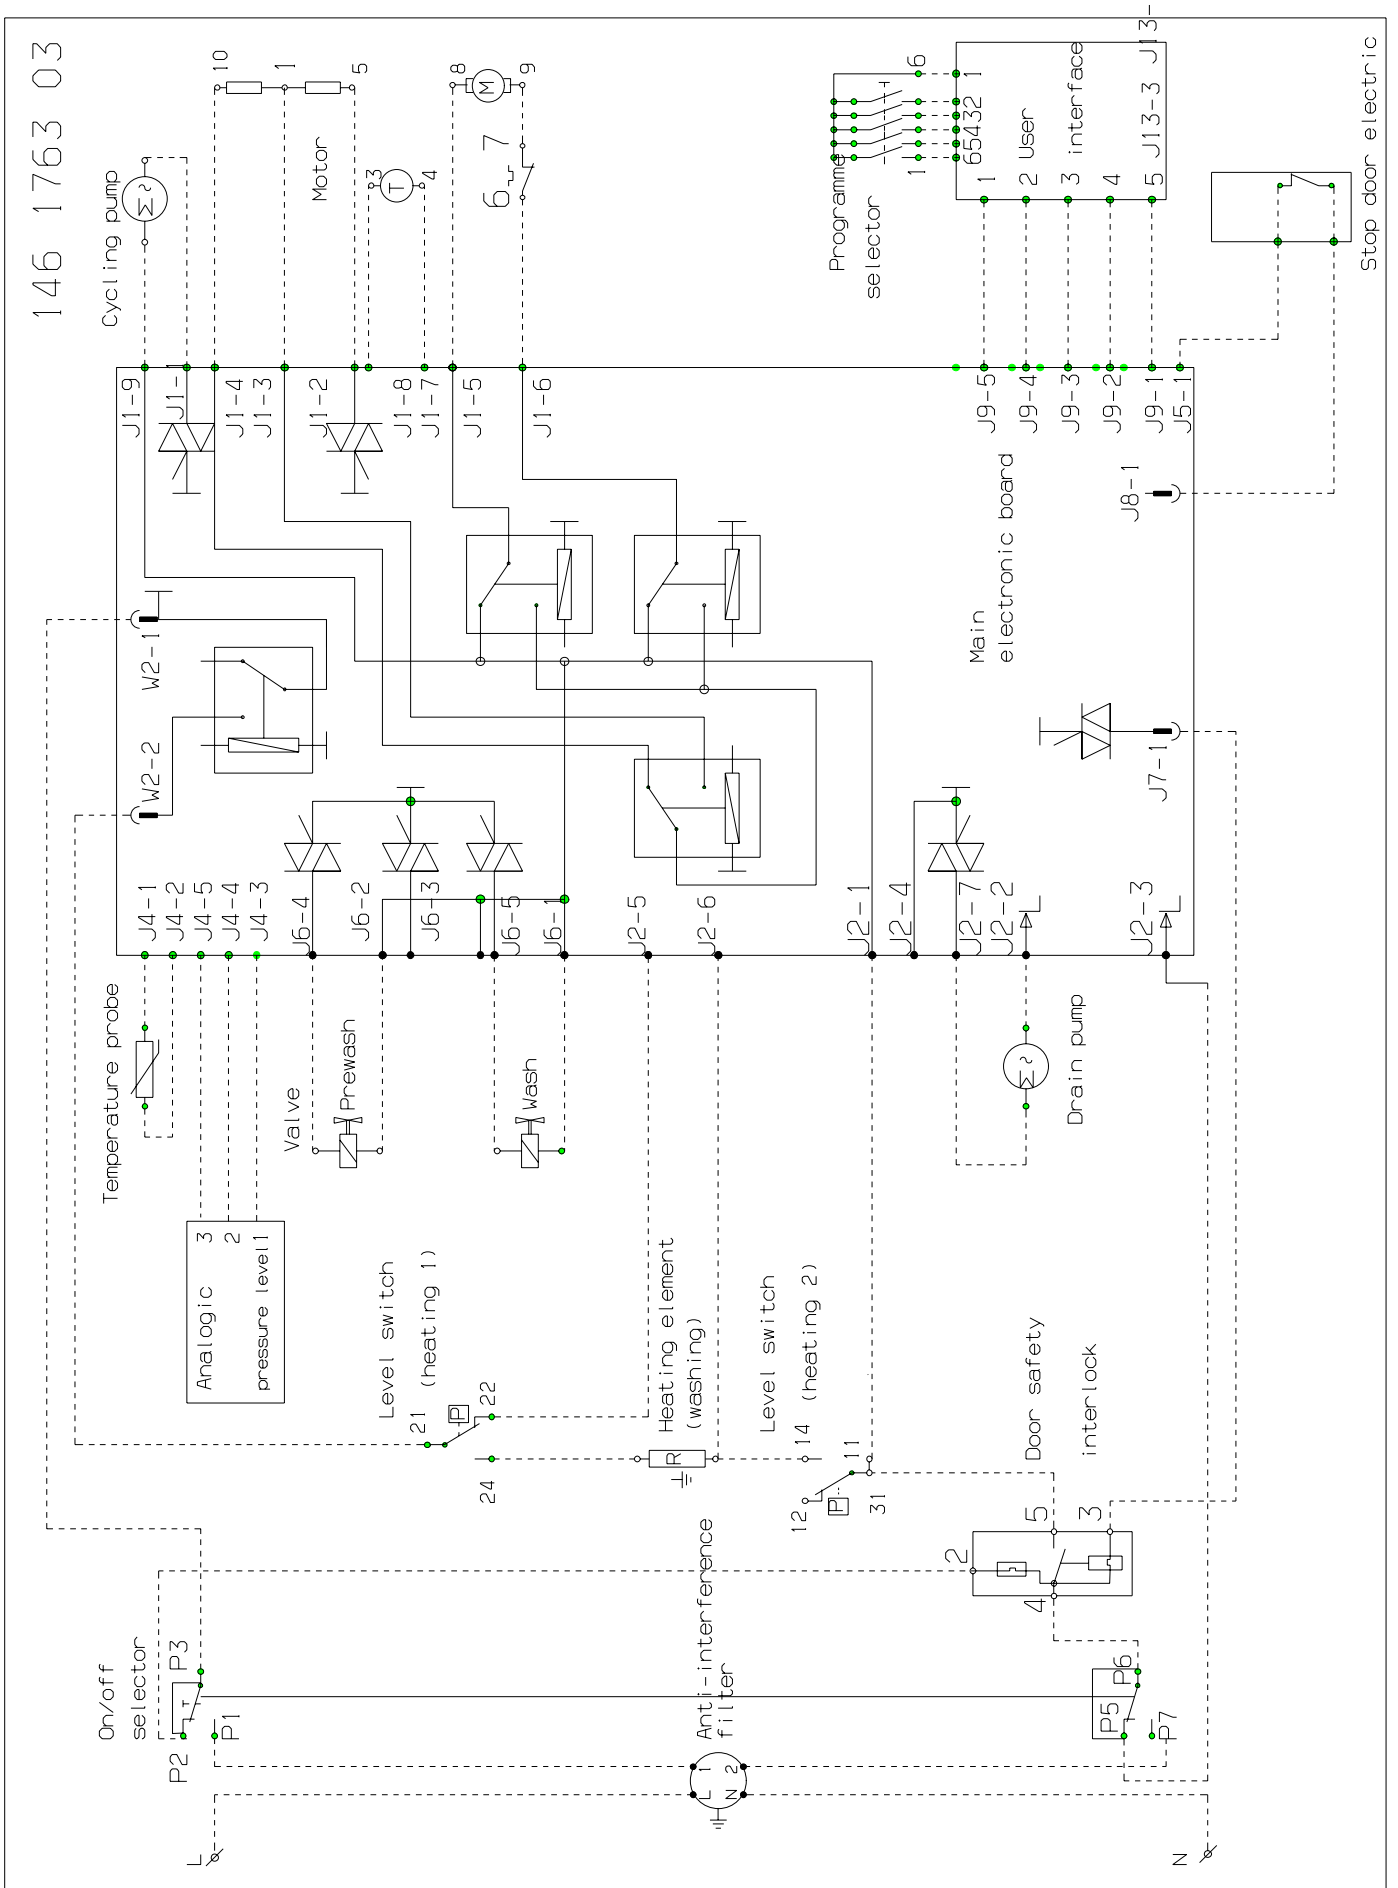 146 1763 03
Cycling pump
10
1
5
Motor
3
4
T
8
9
M
6
7
Programme
selector
1
6
65432
1
User
interface
J13-3
J13-
1
2
3
4
5
Stop door electric
J1-9
J1-1
J1-4
J1-3
J1-2
J1-8
J1-7
J1-5
J1-6
J9-5
J9-4
J9-3
J9-2
J9-1
J5-1
J8-1
Main
electronic board
W2-1
W2-2
J7-1
J4-1
J4-2
J4-5
J4-4
J4-3
J6-4
J6-2
J6-3
J6-5
J6-1
J2-5
J2-6
J2-1
J2-4
J2-7
J2-2
L
J2-3
L
Temperature probe
Valve
Prewash
Wash
Drain pump
Analogic
pressure level
3
2
1
Level switch
(heating 1)
21
22
24
P
Heating element
(washing)
R
Level switch
(heating 2)
14
12
11
31
P
Door safety
interlock
2
5
3
4
On/off
selector
P3
P2
P1
Anti-interference
filter
L 1
N 2
P5
P6
P7
L
N